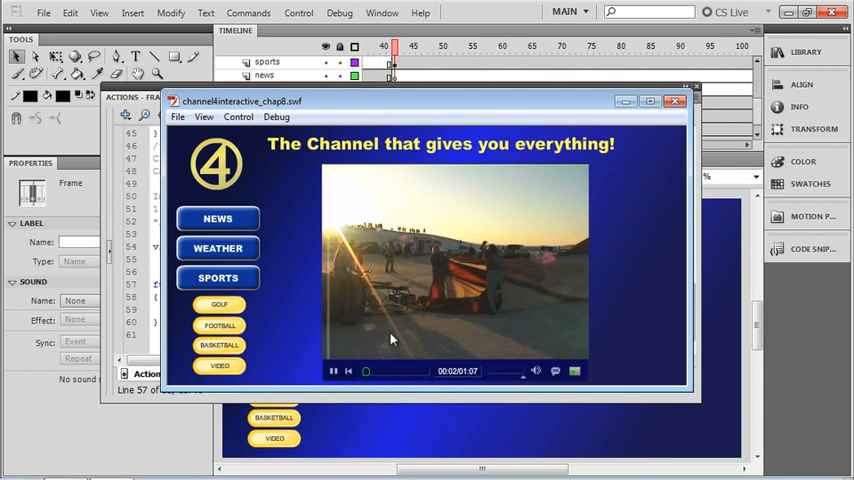 Fl File Edit View Insert Modify Text Commands Control Debug Window Help MAIN CS Live
TOOLS
TIMELINE
40 45 50 55 60 65 70 75 80 85 90 95 100
sports
news
ACTIONS - FRA
channel4interactive_chap8.swf
File View Control Debug
The Channel that gives you everything!
4
NEWS
WEATHER
SPORTS
GOLF
FOOTBALL
BASKETBALL
VIDEO
00:02/01:07
45
46
47
48
49
50
51
52
53
54
55
56
57
58
59
60
61
Action
Line 57 of
PROPERTIES
Frame
LABEL
Name:
Type: Name
SOUND
Name: None
Effect: None
Sync: Event
Repeat
No sound s
BASKETBALL
VIDEO
%
LIBRARY
ALIGN
INFO
TRANSFORM
COLOR
SWATCHES
MOTION P...
CODE SNIP...